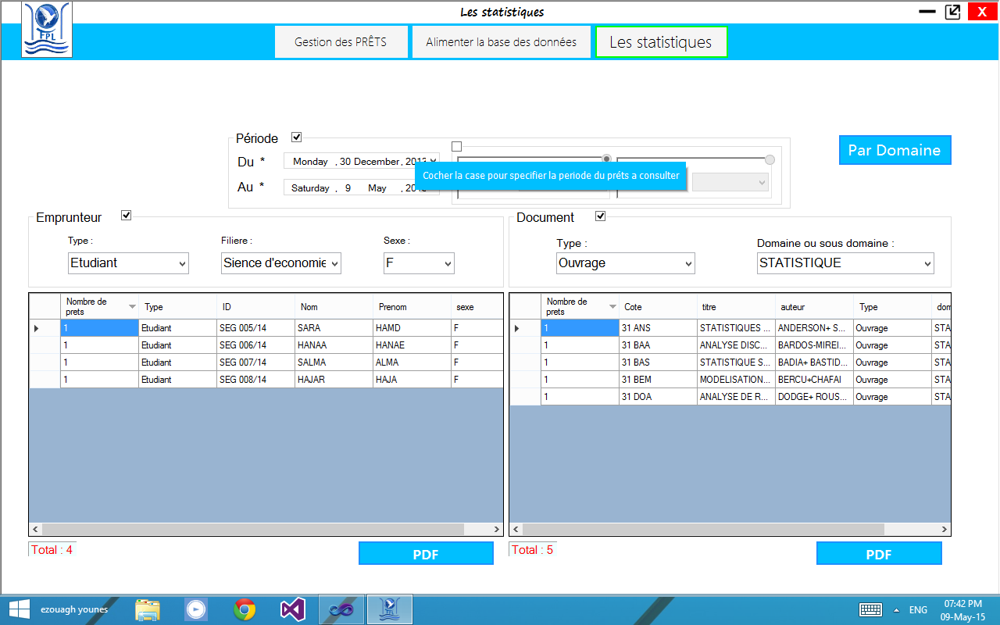 Les statistiques
X
FPL
Gestion des PRÊTS
Alimenter la base des données
Les statistiques
Période
Par Domaine
Du *
Monday , 30 December,
Au *
Saturday , 9 May ,
Cocher la case pour specifier la periode du préts a consulter
Emprunteur
Document
Type :
Filiere :
Sexe :
Type :
Domaine ou sous domaine :
Etudiant
Sience d'economie
F
Ouvrage
STATISTIQUE
Nombre de prets Type ID Nom Prenom sexe
1 Etudiant SEG 005/14 SARA HAMD F
1 Etudiant SEG 006/14 HANAA HANAE F
1 Etudiant SEG 007/14 SALMA ALMA F
1 Etudiant SEG 008/14 HAJAR HAJA F
Nombre de prets Cote titre auteur Type dom
1 31 ANS STATISTIQUES ... ANDERSON+ S... Ouvrage STA
1 31 BAA ANALYSE DISC... BARDOS-MIREI... Ouvrage STA
1 31 BAS STATISTIQUE S... BADIA+ BASTID... Ouvrage STA
1 31 BEM MODELISATION... BERCU+CHAFAI Ouvrage STA
1 31 DOA ANALYSE DE R... DODGE+ ROUS... Ouvrage STA
Total : 4
PDF
Total : 5
PDF
ezouagh younes
FPL
ENG
07:42 PM
09-May-15